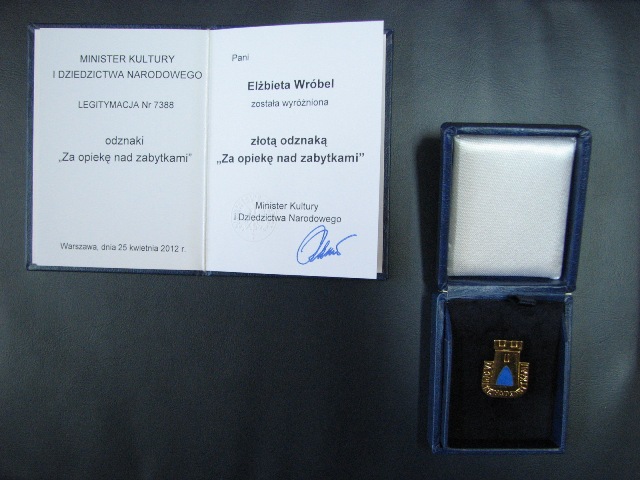 MINISTER KULTURY
I DZIEDZICTWA NARODOWEGO
LEGITYMACJA Nr 7388
odznaki
„Za opiekę nad zabytkami”
Warszawa, dnia 25 kwietnia 2012 r.
Pani
Elżbieta Wróbel
została wyróżniona
złotą odznaką
„Za opiekę nad zabytkami”
Minister Kultury
i Dziedzictwa Narodowego